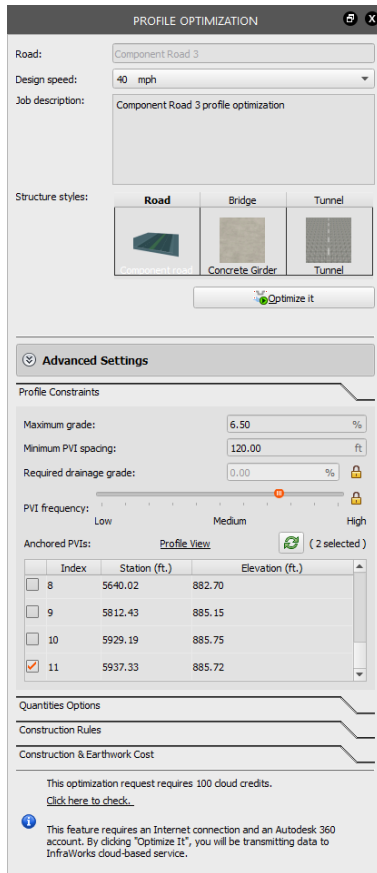 PROFILE OPTIMIZATION
Road: Component Road 3
Design speed: 40 mph
Job description: Component Road 3 profile optimization
Structure styles: Road Bridge Tunnel
Component road Concrete Girder Tunnel
Optimize it
Advanced Settings
Profile Constraints
Maximum grade: 6.50 %
Minimum PVI spacing: 120.00 ft
Required drainage grade: 0.00 %
PVI frequency:
Low Medium High
Anchored PVIs: Profile View ( 2 selected )
Index Station (ft.) Elevation (ft.)
8 5640.02 882.70
9 5812.43 885.15
10 5929.19 885.75
11 5937.33 885.72
Quantities Options
Construction Rules
Construction & Earthwork Cost
This optimization request requires 100 cloud credits.
Click here to check.
This feature requires an Internet connection and an Autodesk 360
account. By clicking "Optimize It", you will be transmitting data to
InfraWorks cloud-based service.